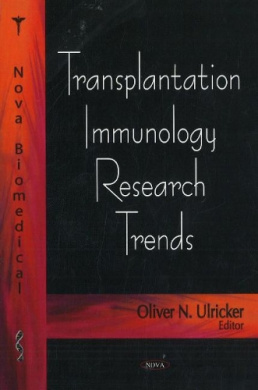 Nova Biomedical
Transplantation
Immunology
Research
Trends
Oliver N. Ulricker
Editor
NOVA